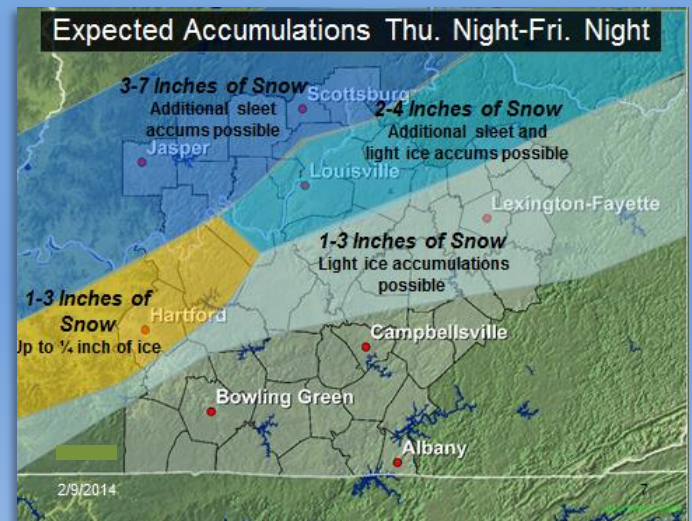 Expected Accumulations Thu. Night-Fri. Night
3-7 Inches of Snow
Additional sleet
accums possible
Scottsburg
Jasper
2-4 Inches of Snow
Additional sleet and
light ice accums possible
Louisville
Lexington-Fayette
1-3 Inches of Snow
Light ice accumulations
possible
1-3 Inches of
Snow
Up to ¼ inch of ice
Hartford
Campbellsville
Bowling Green
Albany
2/9/2014
7